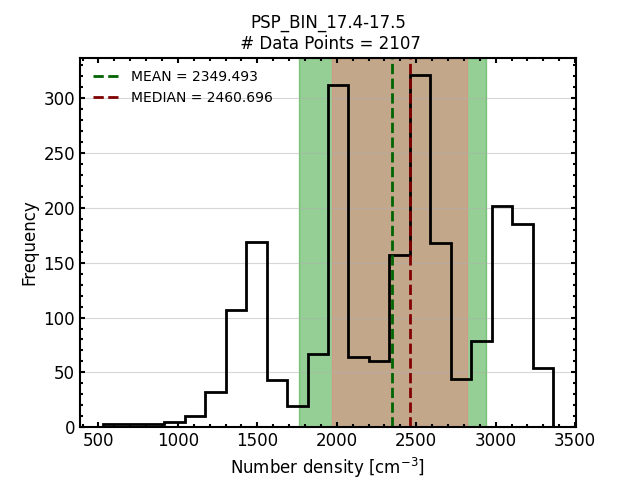 PSP_BIN_17.4-17.5
# Data Points = 2107
MEAN = 2349.493
MEDIAN = 2460.696
Frequency
300
250
200
150
100
50
0
500 1000 1500 2000 2500 3000 3500
Number density [cm⁻³]